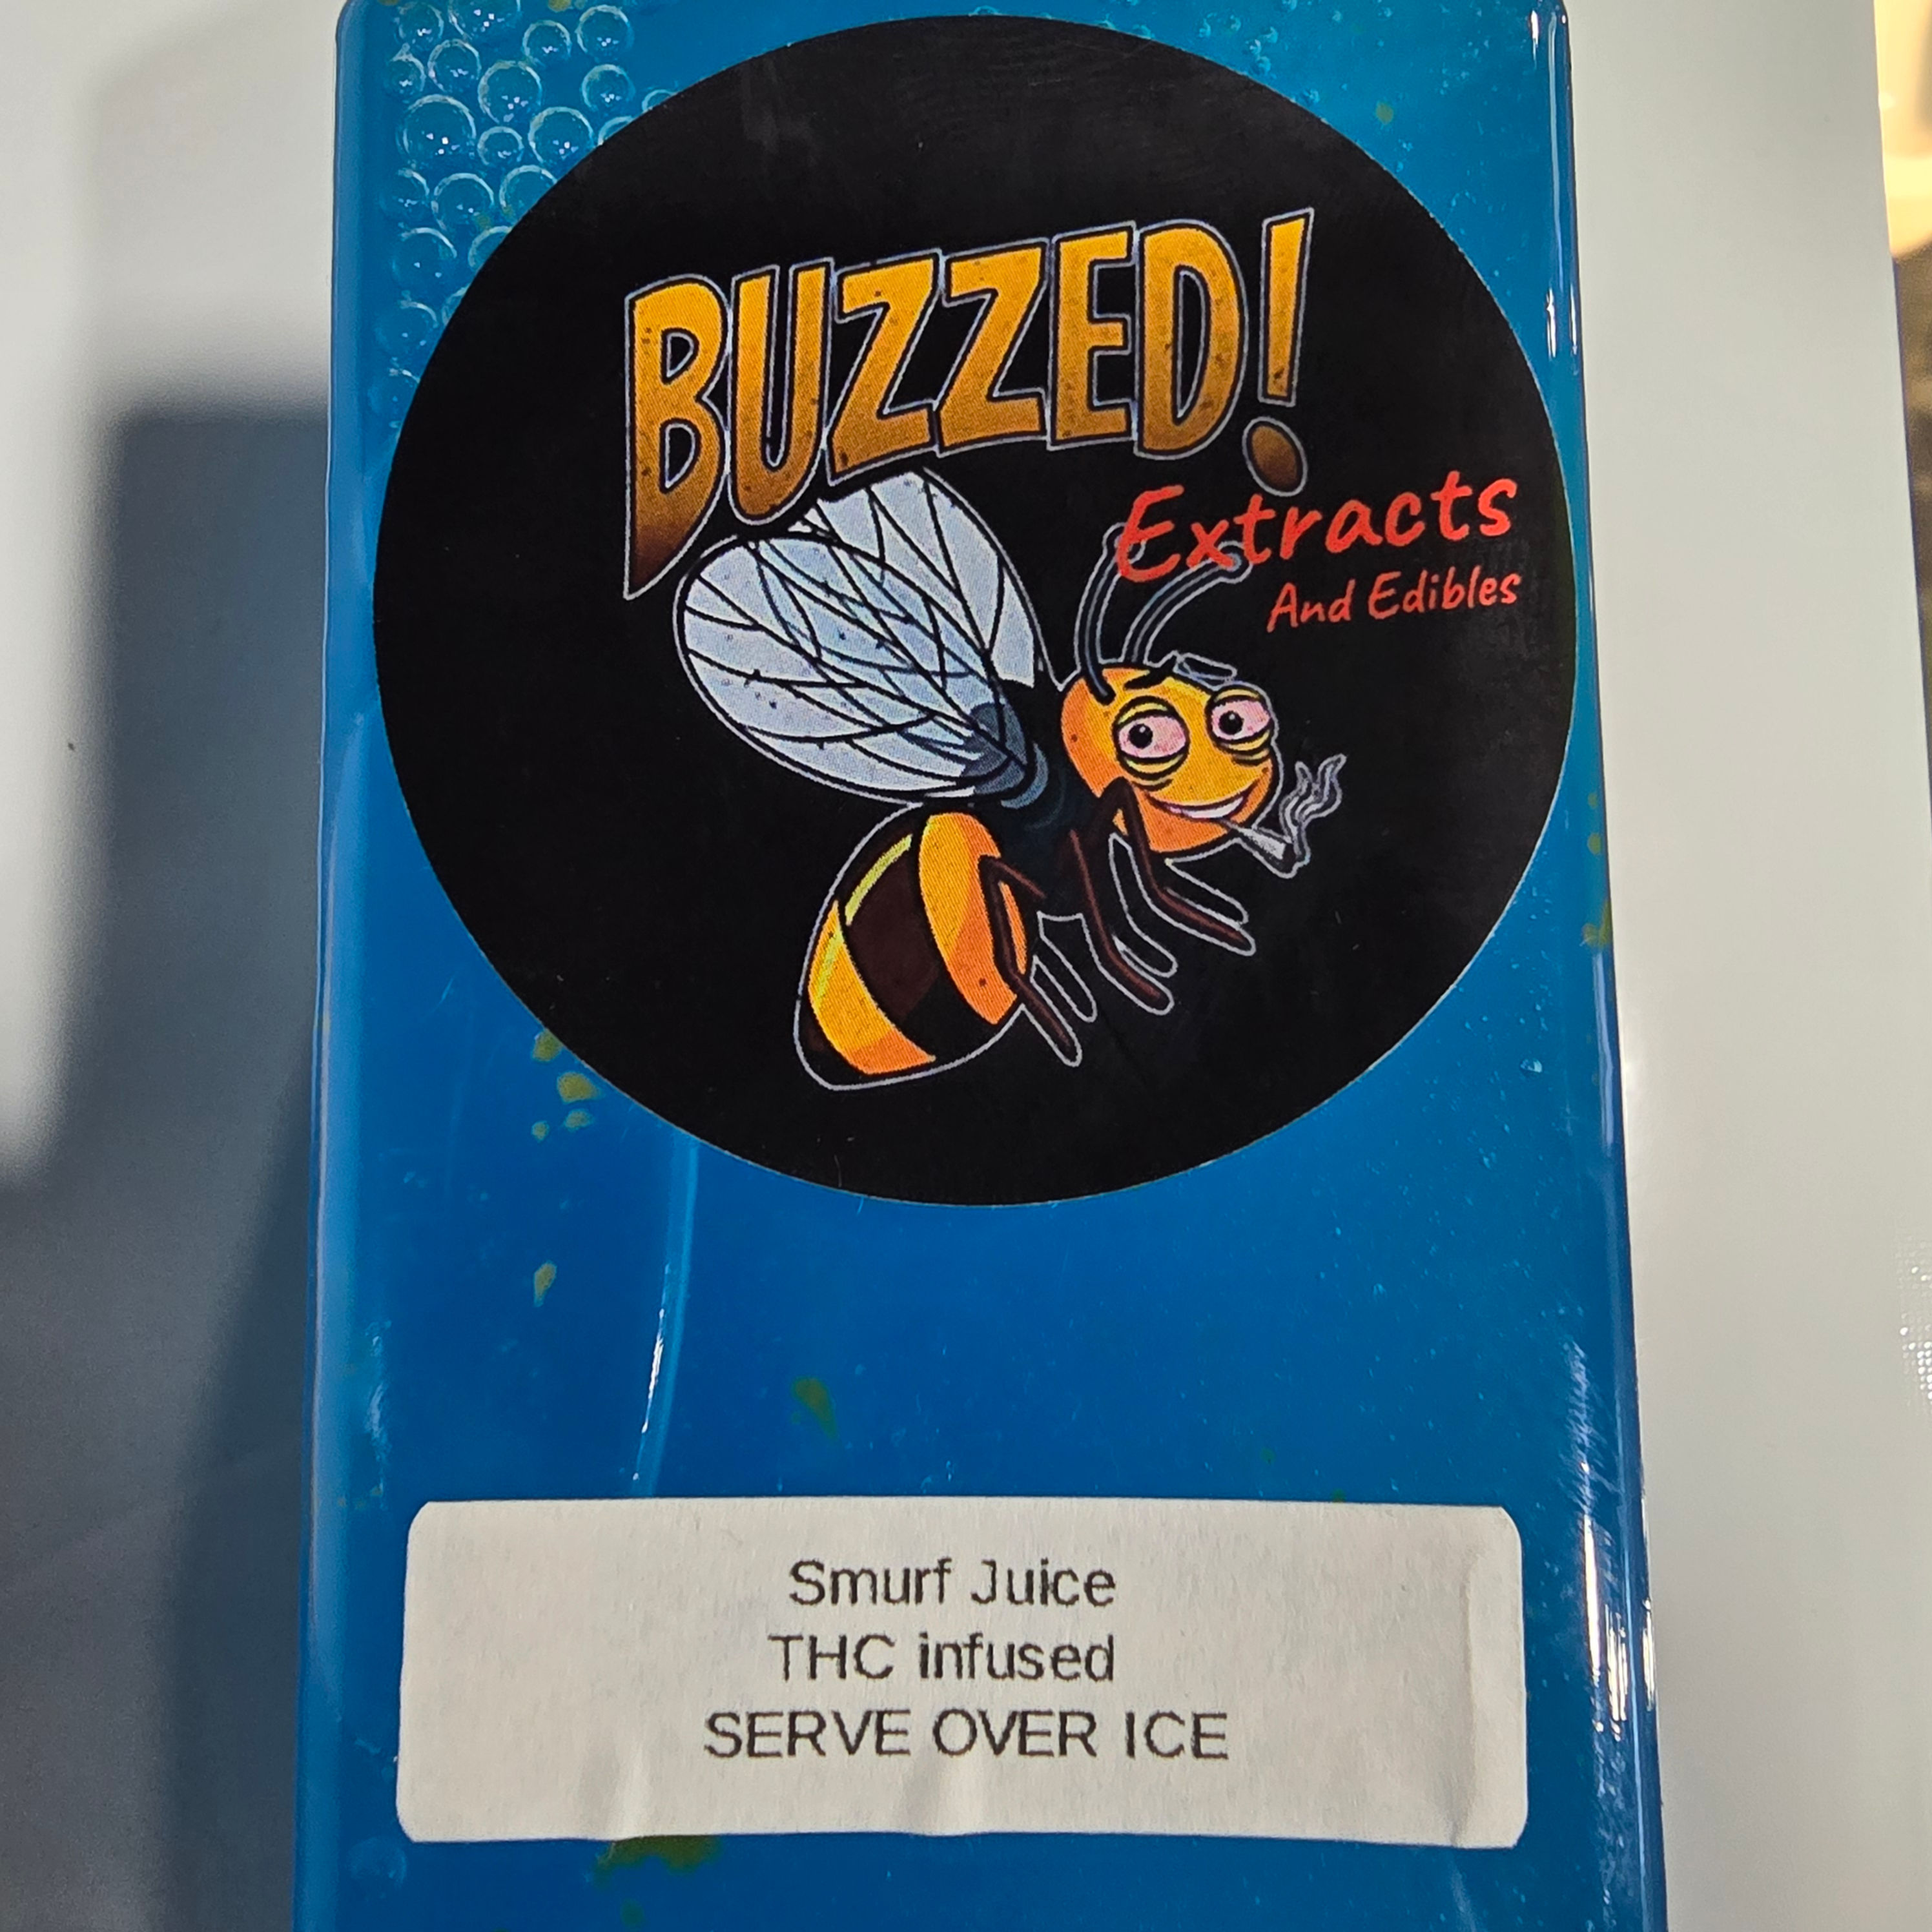 BUZZED!
Extracts
And Edibles
Smurf Juice
THC infused
SERVE OVER ICE